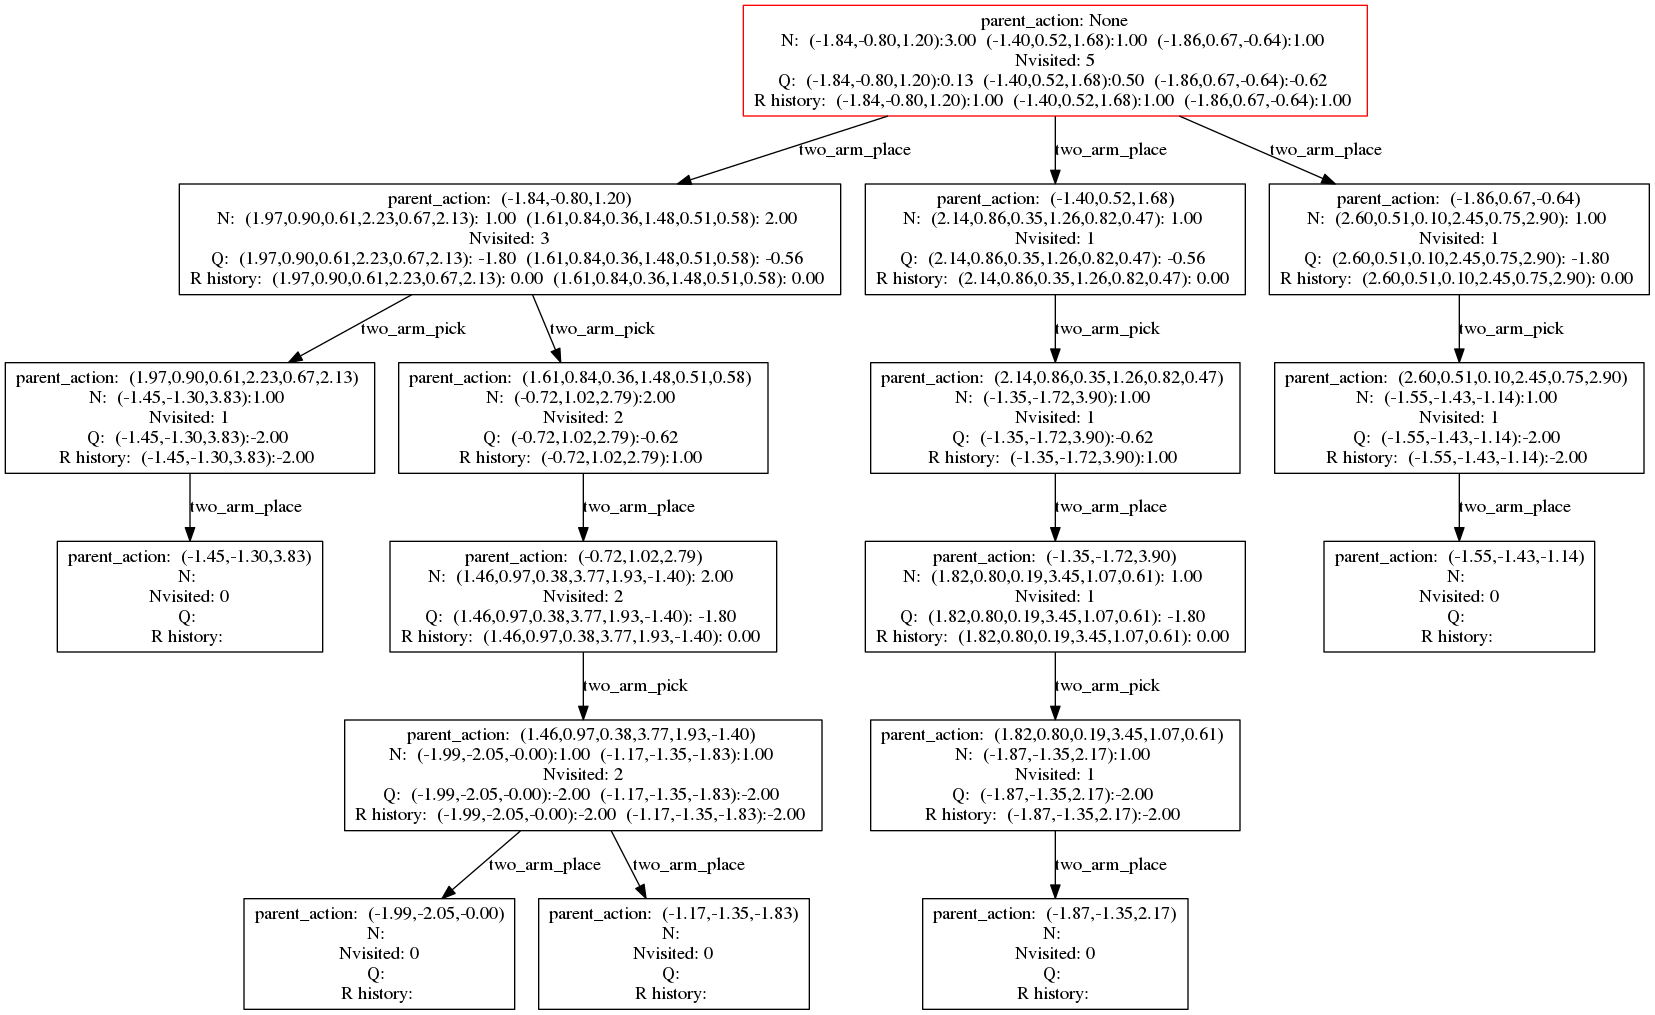 parent_action: None
N: (-1.84,-0.80,1.20):3.00 (-1.40,0.52,1.68):1.00 (-1.86,0.67,-0.64):1.00
Nvisited: 5
Q: (-1.84,-0.80,1.20):0.13 (-1.40,0.52,1.68):0.50 (-1.86,0.67,-0.64):-0.62
R history: (-1.84,-0.80,1.20):1.00 (-1.40,0.52,1.68):1.00 (-1.86,0.67,-0.64):1.00
two_arm_place
two_arm_place
two_arm_place
parent_action: (-1.84,-0.80,1.20)
N: (1.97,0.90,0.61,2.23,0.67,2.13): 1.00 (1.61,0.84,0.36,1.48,0.51,0.58): 2.00
Nvisited: 3
Q: (1.97,0.90,0.61,2.23,0.67,2.13): -1.80 (1.61,0.84,0.36,1.48,0.51,0.58): -0.56
R history: (1.97,0.90,0.61,2.23,0.67,2.13): 0.00 (1.61,0.84,0.36,1.48,0.51,0.58): 0.00
parent_action: (-1.40,0.52,1.68)
N: (2.14,0.86,0.35,1.26,0.82,0.47): 1.00
Nvisited: 1
Q: (2.14,0.86,0.35,1.26,0.82,0.47): -0.56
R history: (2.14,0.86,0.35,1.26,0.82,0.47): 0.00
parent_action: (-1.86,0.67,-0.64)
N: (2.60,0.51,0.10,2.45,0.75,2.90): 1.00
Nvisited: 1
Q: (2.60,0.51,0.10,2.45,0.75,2.90): -1.80
R history: (2.60,0.51,0.10,2.45,0.75,2.90): 0.00
two_arm_pick
two_arm_pick
two_arm_pick
two_arm_pick
parent_action: (1.97,0.90,0.61,2.23,0.67,2.13)
N: (-1.45,-1.30,3.83):1.00
Nvisited: 1
Q: (-1.45,-1.30,3.83):-2.00
R history: (-1.45,-1.30,3.83):-2.00
parent_action: (1.61,0.84,0.36,1.48,0.51,0.58)
N: (-0.72,1.02,2.79):2.00
Nvisited: 2
Q: (-0.72,1.02,2.79):-0.62
R history: (-0.72,1.02,2.79):1.00
parent_action: (2.14,0.86,0.35,1.26,0.82,0.47)
N: (-1.35,-1.72,3.90):1.00
Nvisited: 1
Q: (-1.35,-1.72,3.90):-0.62
R history: (-1.35,-1.72,3.90):1.00
parent_action: (2.60,0.51,0.10,2.45,0.75,2.90)
N: (-1.55,-1.43,-1.14):1.00
Nvisited: 1
Q: (-1.55,-1.43,-1.14):-2.00
R history: (-1.55,-1.43,-1.14):-2.00
two_arm_place
two_arm_place
two_arm_place
two_arm_place
parent_action: (-1.45,-1.30,3.83)
N:
Nvisited: 0
Q:
R history:
parent_action: (-0.72,1.02,2.79)
N: (1.46,0.97,0.38,3.77,1.93,-1.40): 2.00
Nvisited: 2
Q: (1.46,0.97,0.38,3.77,1.93,-1.40): -1.80
R history: (1.46,0.97,0.38,3.77,1.93,-1.40): 0.00
parent_action: (-1.35,-1.72,3.90)
N: (1.82,0.80,0.19,3.45,1.07,0.61): 1.00
Nvisited: 1
Q: (1.82,0.80,0.19,3.45,1.07,0.61): -1.80
R history: (1.82,0.80,0.19,3.45,1.07,0.61): 0.00
parent_action: (-1.55,-1.43,-1.14)
N:
Nvisited: 0
Q:
R history:
two_arm_pick
two_arm_pick
parent_action: (1.46,0.97,0.38,3.77,1.93,-1.40)
N: (-1.99,-2.05,-0.00):1.00 (-1.17,-1.35,-1.83):1.00
Nvisited: 2
Q: (-1.99,-2.05,-0.00):-2.00 (-1.17,-1.35,-1.83):-2.00
R history: (-1.99,-2.05,-0.00):-2.00 (-1.17,-1.35,-1.83):-2.00
parent_action: (1.82,0.80,0.19,3.45,1.07,0.61)
N: (-1.87,-1.35,2.17):1.00
Nvisited: 1
Q: (-1.87,-1.35,2.17):-2.00
R history: (-1.87,-1.35,2.17):-2.00
two_arm_place
two_arm_place
two_arm_place
parent_action: (-1.99,-2.05,-0.00)
N:
Nvisited: 0
Q:
R history:
parent_action: (-1.17,-1.35,-1.83)
N:
Nvisited: 0
Q:
R history:
parent_action: (-1.87,-1.35,2.17)
N:
Nvisited: 0
Q:
R history: